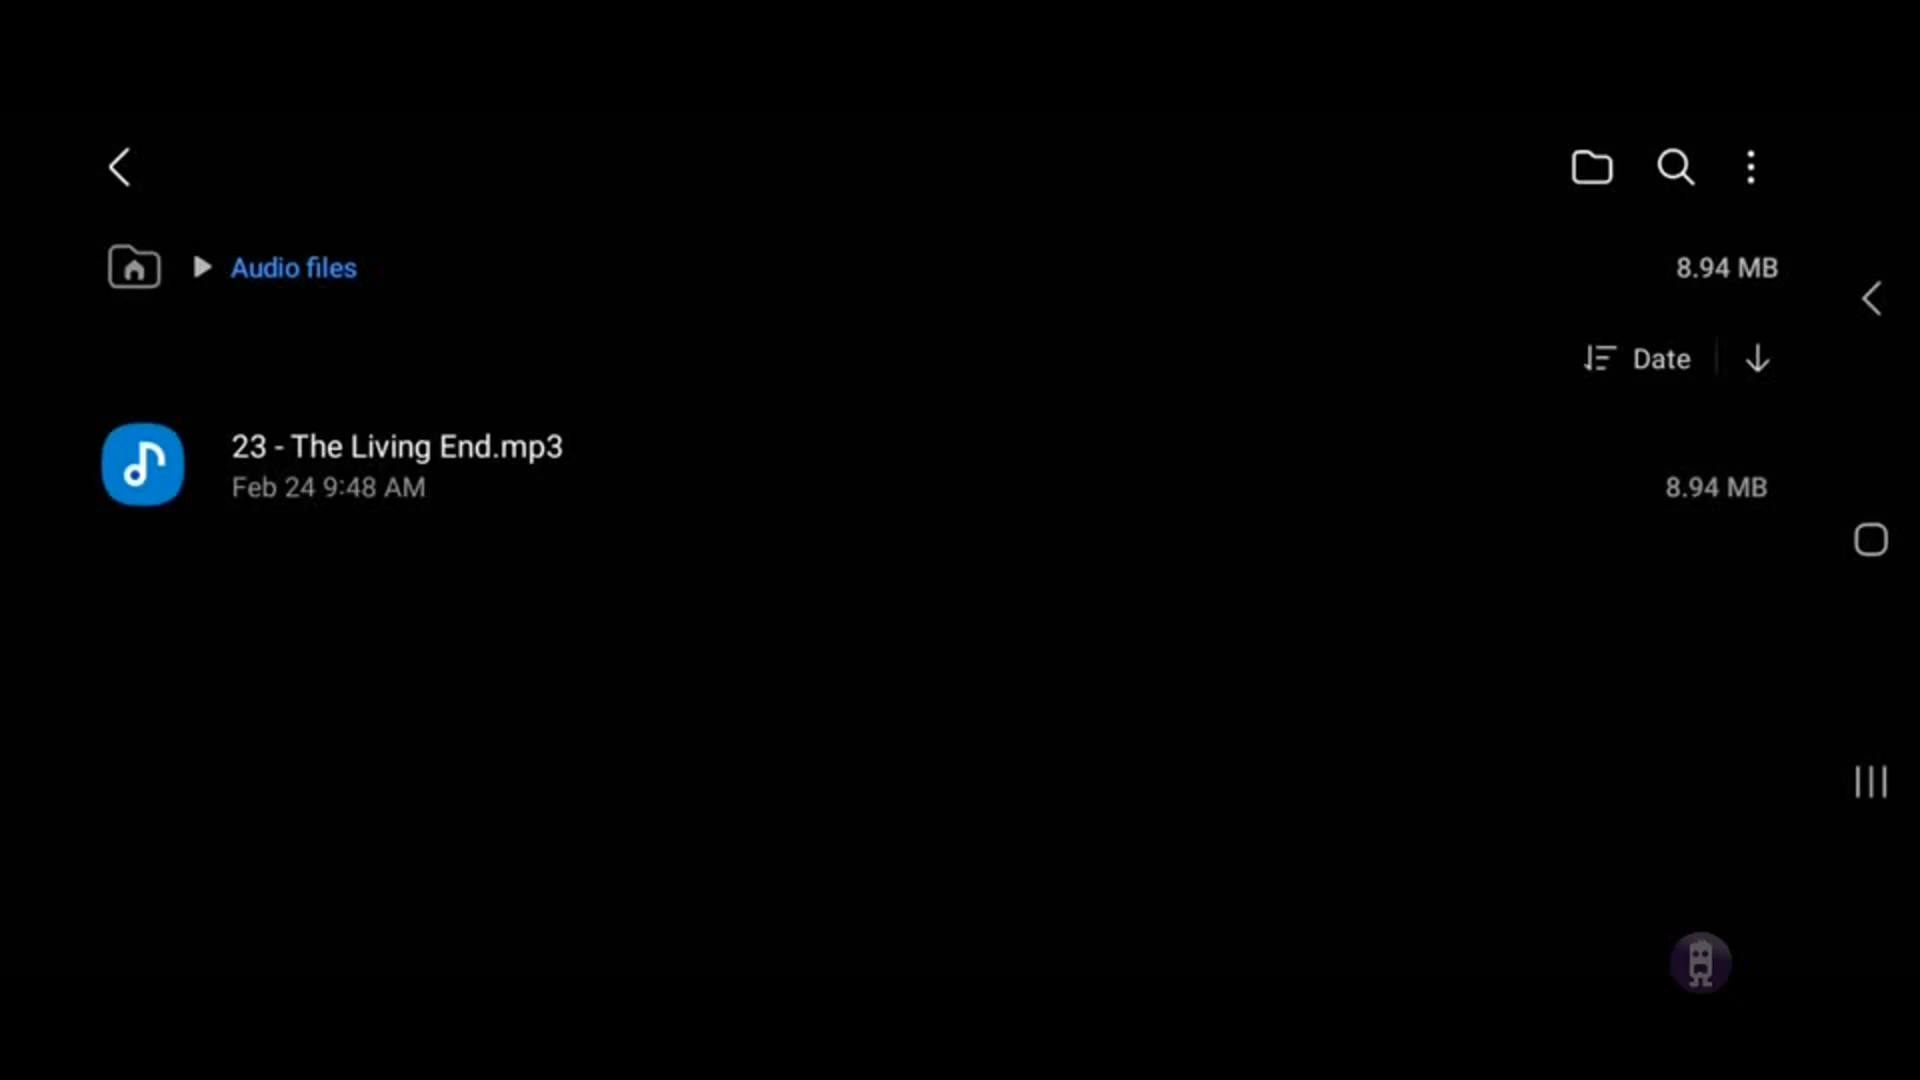 Audio files
8.94 MB
Date
23 - The Living End.mp3
Feb 24 9:48 AM
8.94 MB